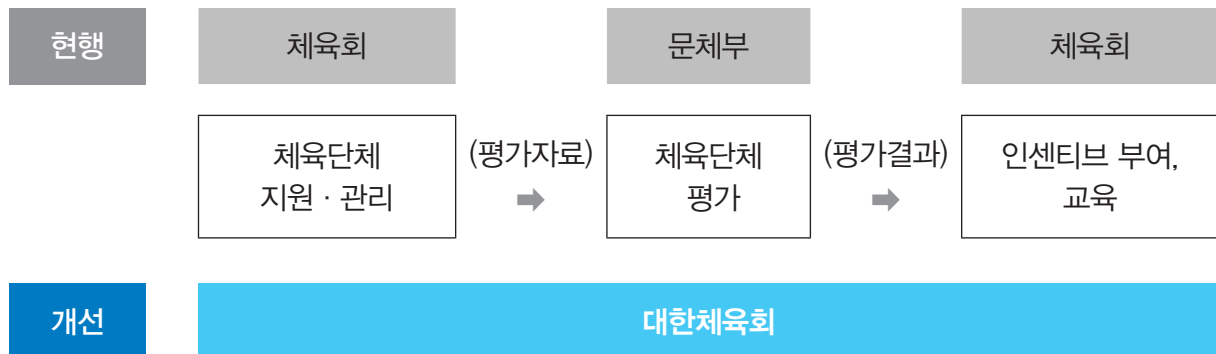 현행 체육회 문체부 체육회
체육단체 (평가자료) 체육단체 (평가결과) 인센티브 부여,
지원 · 관리 ➡ 평가 ➡ 교육
개선 대한체육회